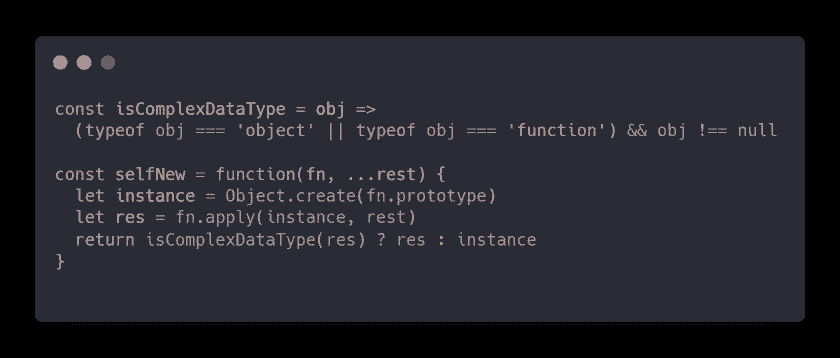 const isComplexDataType = obj =>
  (typeof obj === 'object' || typeof obj === 'function') && obj !== null

const selfNew = function(fn, ...rest) {
  let instance = Object.create(fn.prototype)
  let res = fn.apply(instance, rest)
  return isComplexDataType(res) ? res : instance
}